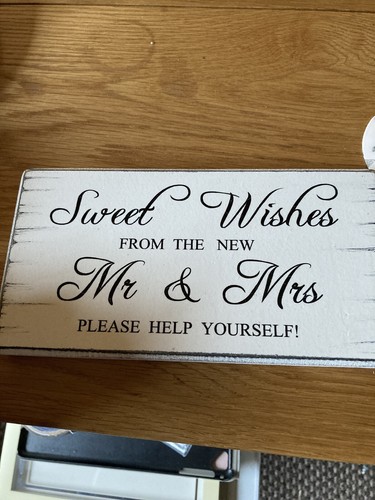 Sweet Wishes
FROM THE NEW
Mr & Mrs
PLEASE HELP YOURSELF!